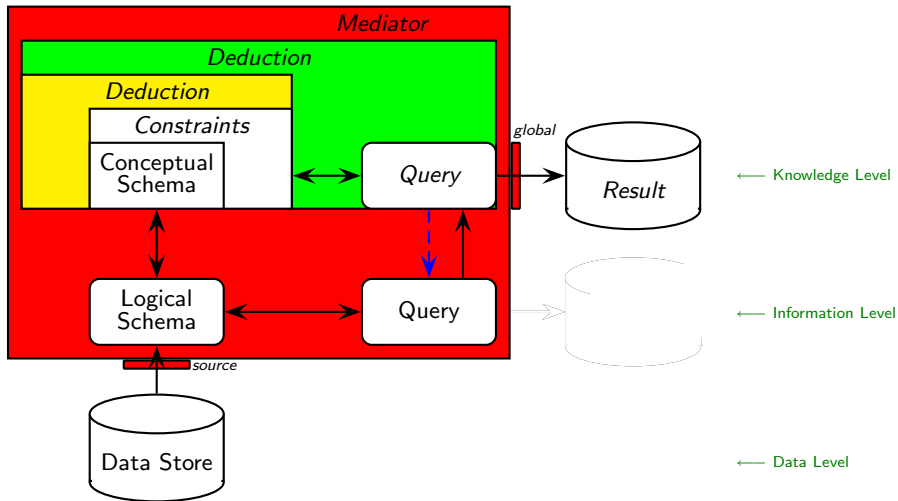 Mediator
Deduction
Deduction
Constraints
Conceptual
Schema
Query
global
Result
← Knowledge Level
Logical
Schema
Query
← Information Level
source
Data Store
← Data Level